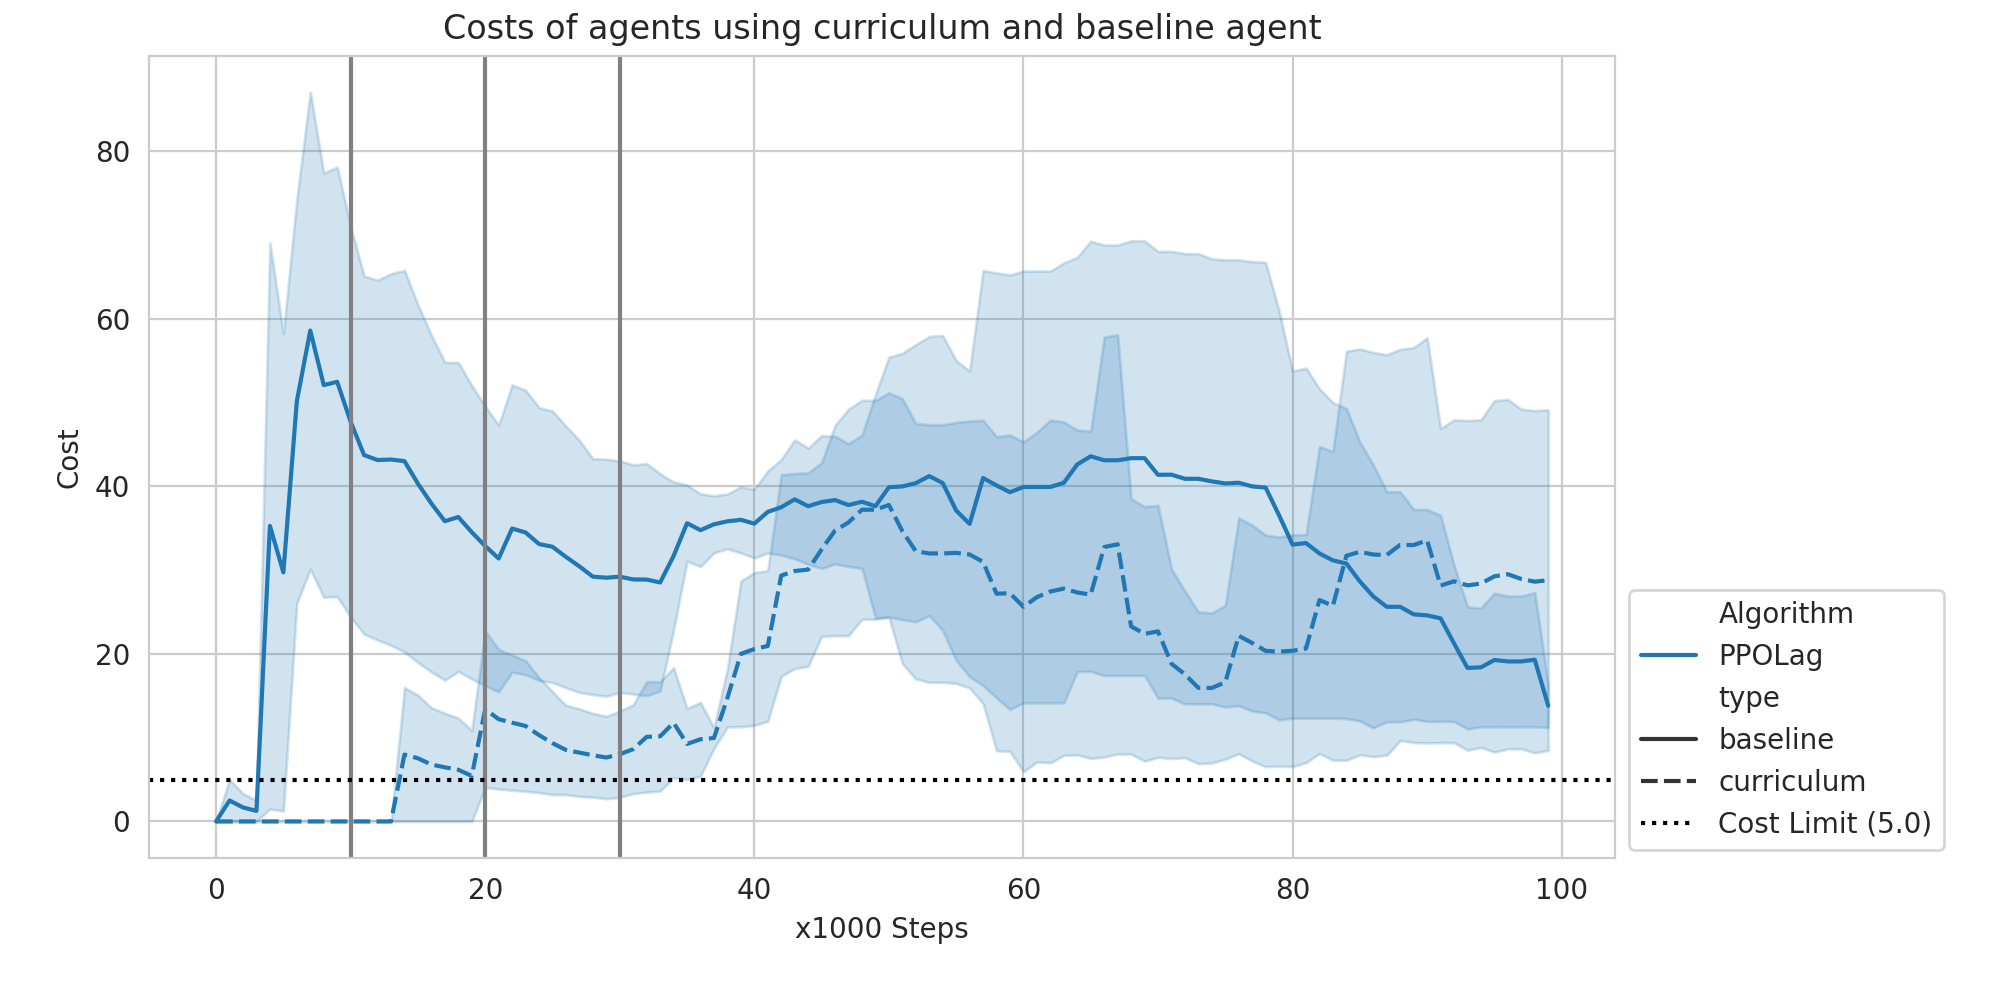 Costs of agents using curriculum and baseline agent
80
60
40
20
0
Cost
0 20 40 60 80 100
x1000 Steps
Algorithm
PPOLag
type
baseline
curriculum
Cost Limit (5.0)